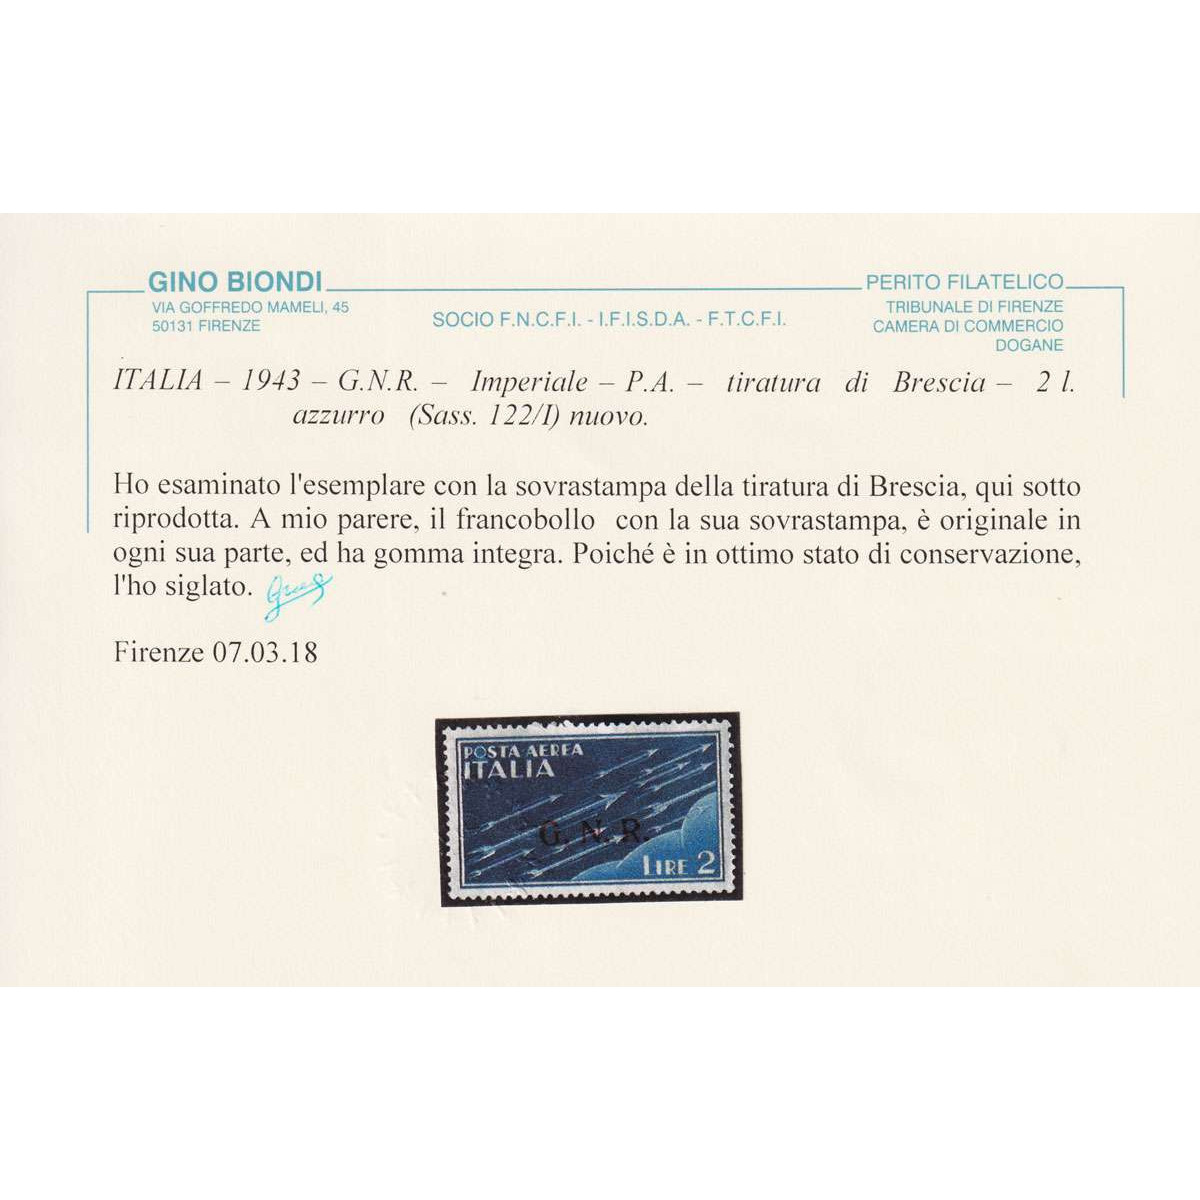 GINO BIONDI
VIA GOFFREDO MAMELI, 45
50131 FIRENZE
SOCIO F.N.C.F.I. - I.F.I.S.D.A. - F.T.C.F.I.
PERITO FILATELICO
TRIBUNALE DI FIRENZE
CAMERA DI COMMERCIO
DOGANE
ITALIA – 1943 – G.N.R. – Imperiale – P.A. – tiratura di Brescia – 2 l.
azzurro (Sass. 122/I) nuovo.
Ho esaminato l'esemplare con la sovrastampa della tiratura di Brescia, qui sotto
riprodotta. A mio parere, il francobollo con la sua sovrastampa, è originale in
ogni sua parte, ed ha gomma integra. Poiché è in ottimo stato di conservazione,
l'ho siglato.
Firenze 07.03.18
POSTA AEREA
ITALIA
G. N. R.
LIRE 2